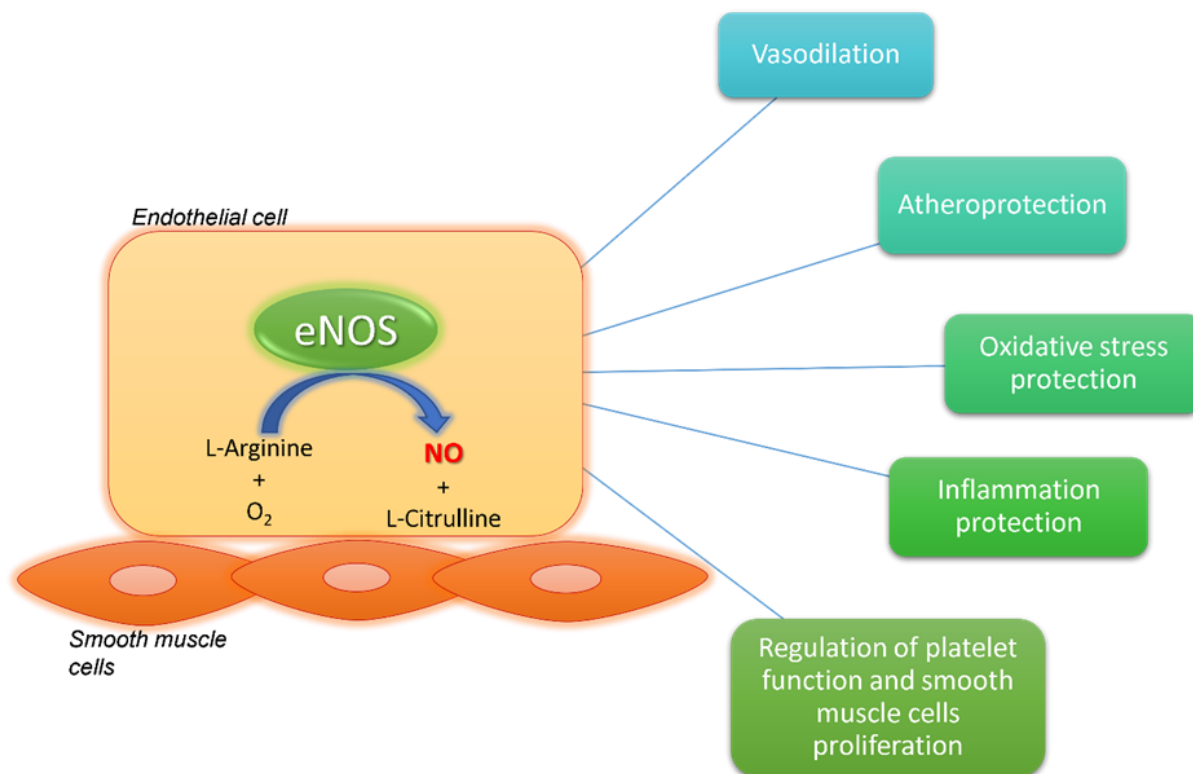 Vasodilation
Atheroprotection
Endothelial cell
eNOS
Oxidative stress
protection
L-Arginine
+
O₂
NO
+
L-Citrulline
Inflammation
protection
Smooth muscle
cells
Regulation of platelet
function and smooth
muscle cells
proliferation